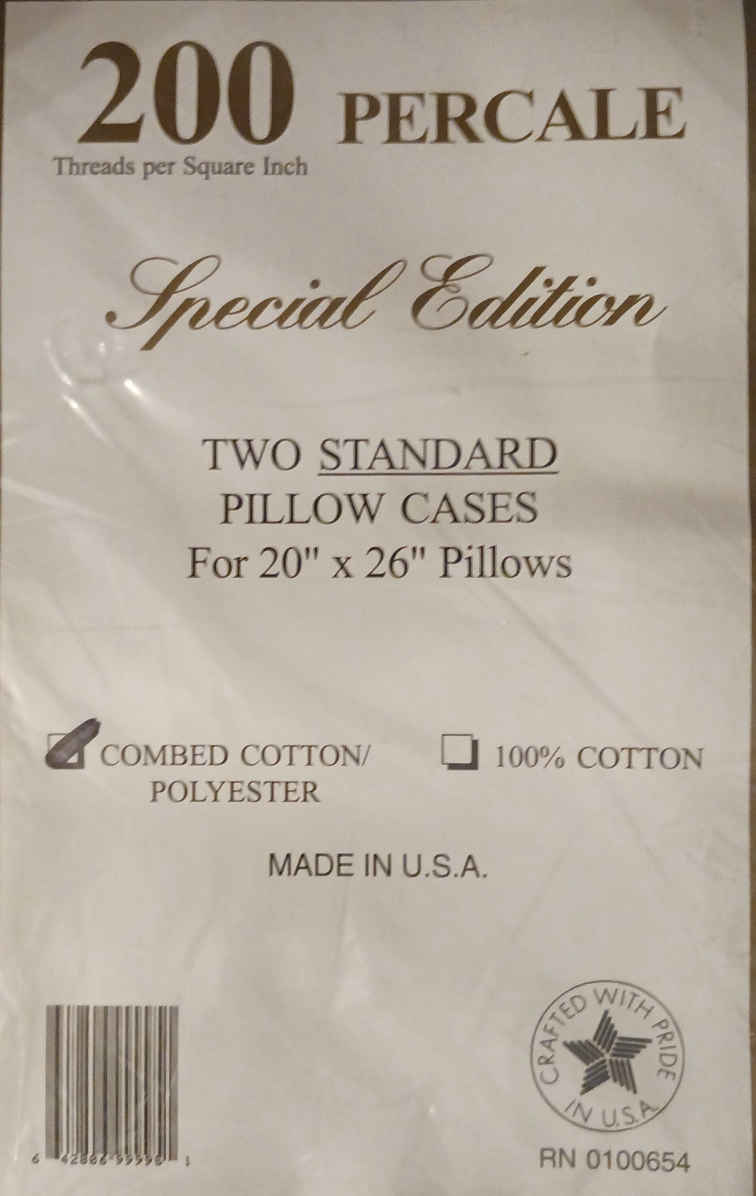 200 PERCALE
Threads per Square Inch
Special Edition
TWO STANDARD
PILLOW CASES
For 20" x 26" Pillows
COMBED COTTON/
POLYESTER
100% COTTON
MADE IN U.S.A.
CRAFTED WITH PRIDE
IN U.S.A.
RN 0100654